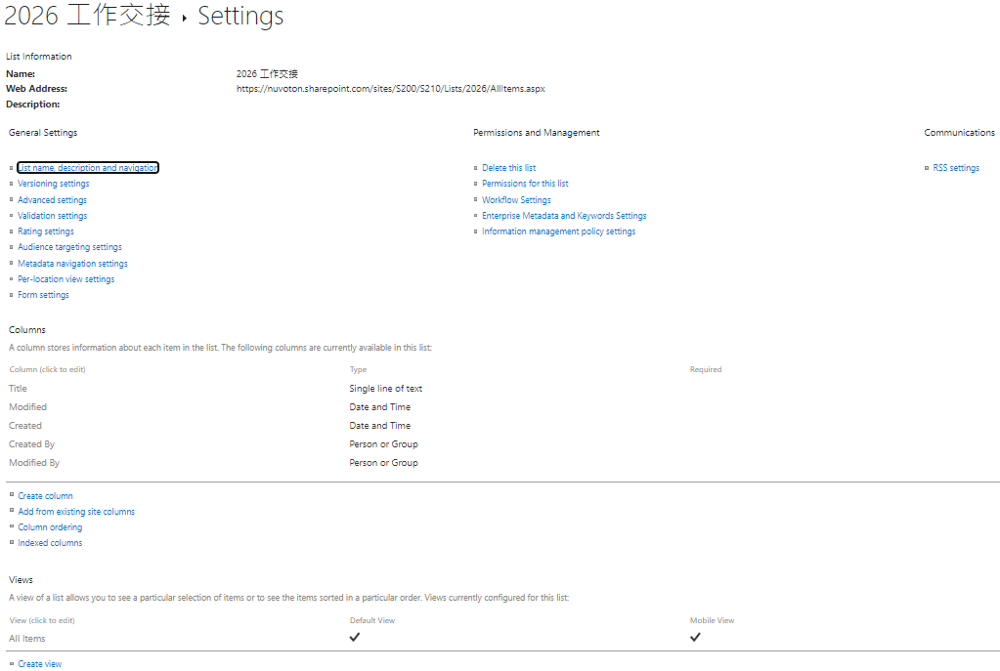 2026 工作交接 ▸ Settings
List Information
Name: 2026 工作交接
Web Address: https://nuvoton.sharepoint.com/sites/S200/S210/Lists/2026/AllItems.aspx
Description:
General Settings Permissions and Management Communications
List name, description and navigation Delete this list RSS settings
Versioning settings Permissions for this list
Advanced settings Workflow Settings
Validation settings Enterprise Metadata and Keywords Settings
Rating settings Information management policy settings
Audience targeting settings
Metadata navigation settings
Per-location view settings
Form settings
Columns
A column stores information about each item in the list. The following columns are currently available in this list:
Column (click to edit) Type Required
Title Single line of text
Modified Date and Time
Created Date and Time
Created By Person or Group
Modified By Person or Group
Create column
Add from existing site columns
Column ordering
Indexed columns
Views
A view of a list allows you to see a particular selection of items or to see the items sorted in a particular order. Views currently configured for this list:
View (click to edit) Default View Mobile View
All Items
Create view